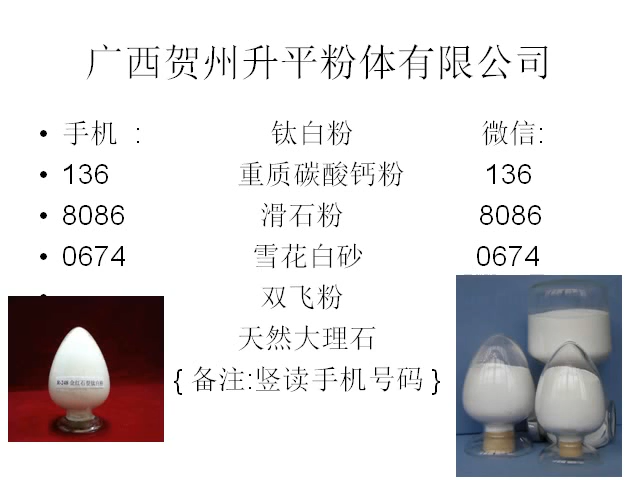 广西贺州升平粉体有限公司
• 手机 : 钛白粉 微信:
• 136 重质碳酸钙粉 136
• 8086 滑石粉 8086
• 0674 雪花白砂 0674
• 双飞粉
天然大理石
{ 备注:竖读手机号码 }